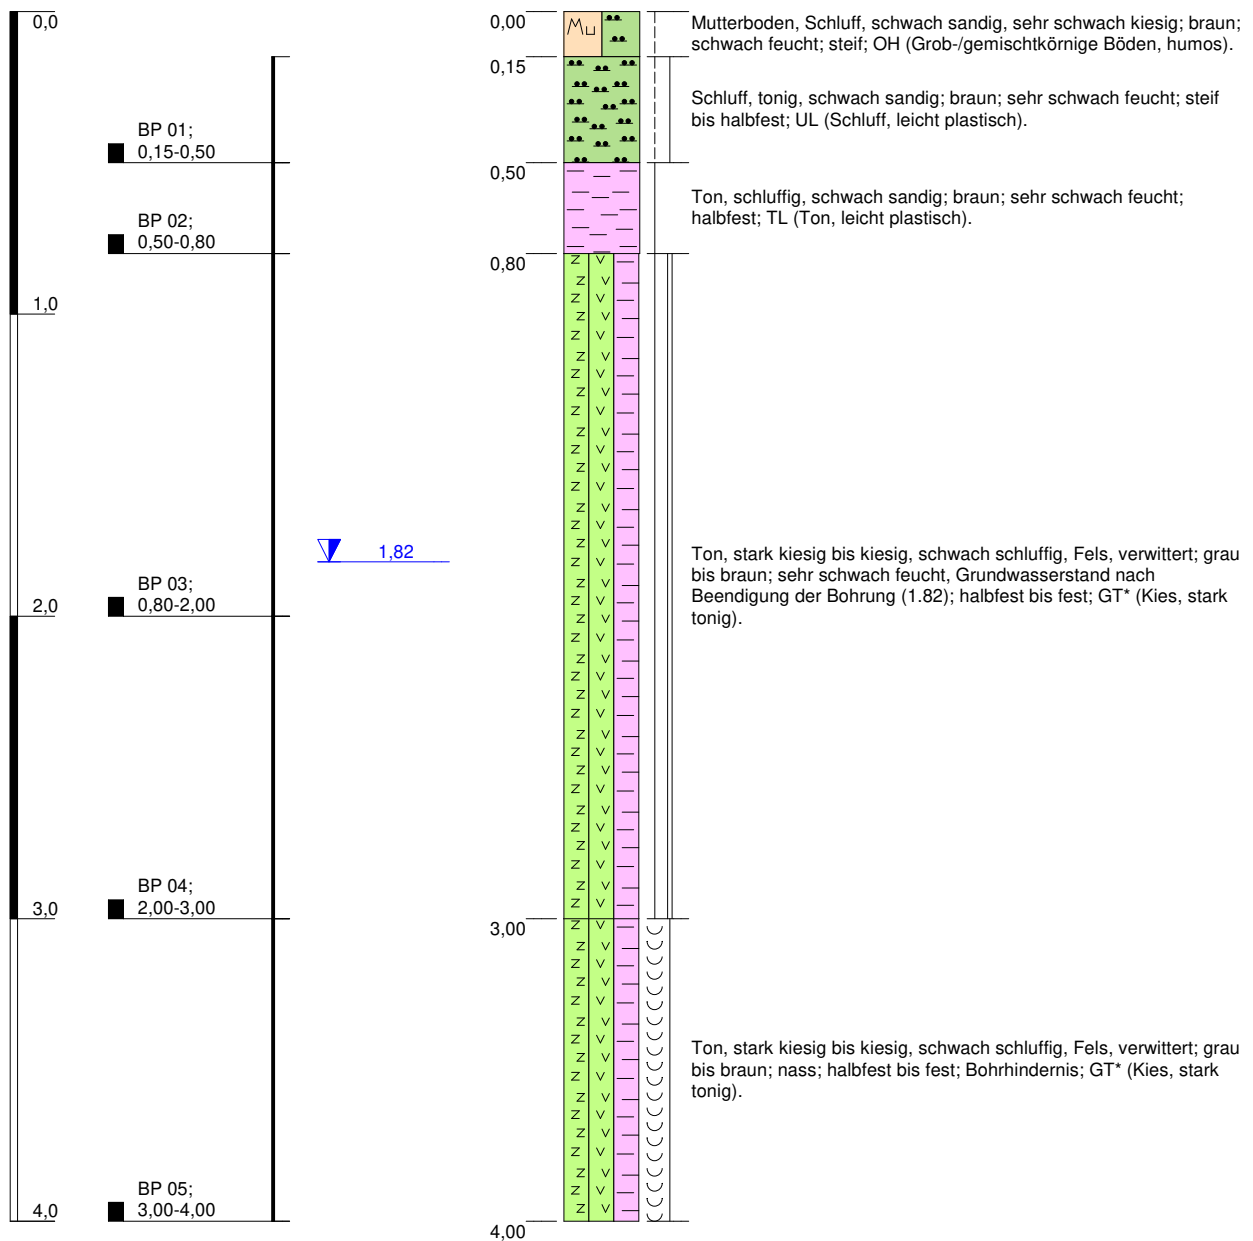 0,0
0,00
Mu
Mutterboden, Schluff, schwach sandig, sehr schwach kiesig; braun;
schwach feucht; steif; OH (Grob-/gemischtkörnige Böden, humos).
0,15
Schluff, tonig, schwach sandig; braun; sehr schwach feucht; steif
bis halbfest; UL (Schluff, leicht plastisch).
BP 01;
0,15-0,50
0,50
Ton, schluffig, schwach sandig; braun; sehr schwach feucht;
halbfest; TL (Ton, leicht plastisch).
BP 02;
0,50-0,80
0,80
1,0
1,82
Ton, stark kiesig bis kiesig, schwach schluffig, Fels, verwittert; grau
bis braun; sehr schwach feucht, Grundwasserstand nach
Beendigung der Bohrung (1.82); halbfest bis fest; GT* (Kies, stark
tonig).
BP 03;
0,80-2,00
2,0
BP 04;
2,00-3,00
3,0
3,00
Ton, stark kiesig bis kiesig, schwach schluffig, Fels, verwittert; grau
bis braun; nass; halbfest bis fest; Bohrhindernis; GT* (Kies, stark
tonig).
BP 05;
3,00-4,00
4,0
4,00